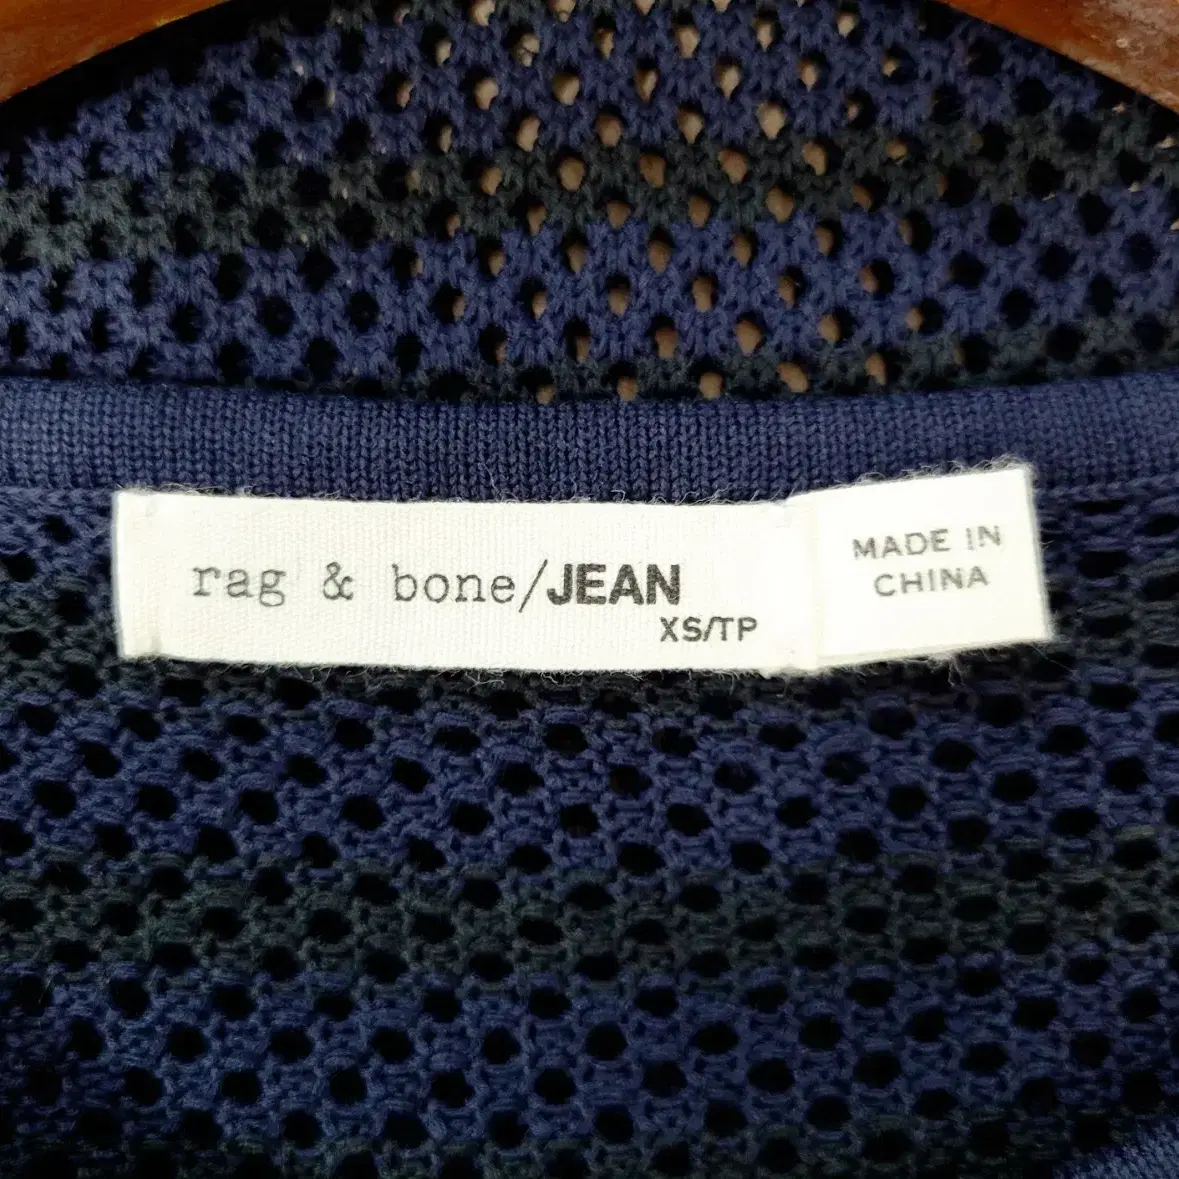 rag & bone/JEAN
XS/TP
MADE IN
CHINA